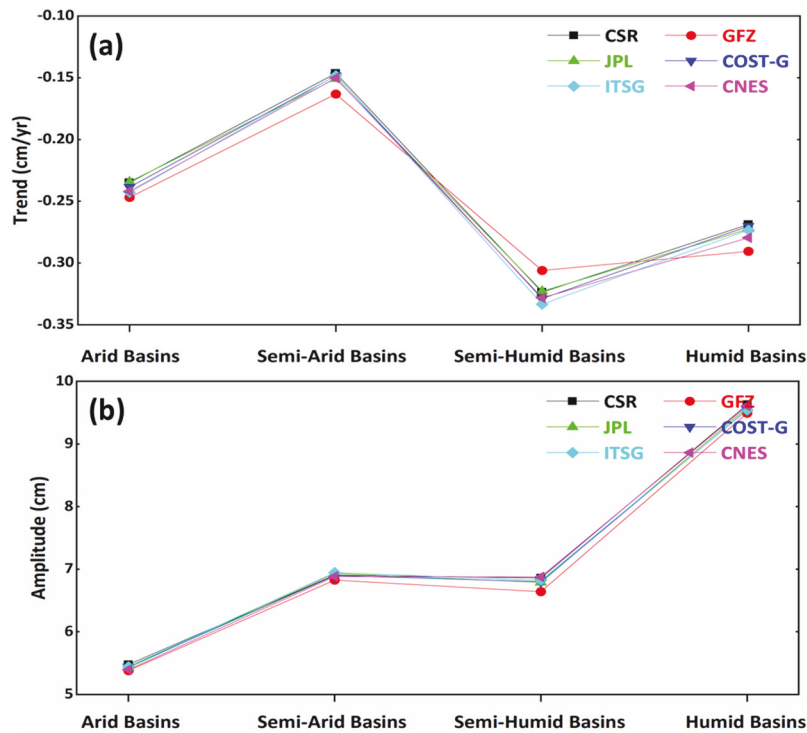 (a)
CSR GFZ
JPL COST-G
ITSG CNES
-0.10
-0.15
-0.20
-0.25
-0.30
-0.35
Trend (cm/yr)
Arid Basins Semi-Arid Basins Semi-Humid Basins Humid Basins
(b)
CSR GFZ
JPL COST-G
ITSG CNES
10
9
8
7
6
5
Amplitude (cm)
Arid Basins Semi-Arid Basins Semi-Humid Basins Humid Basins